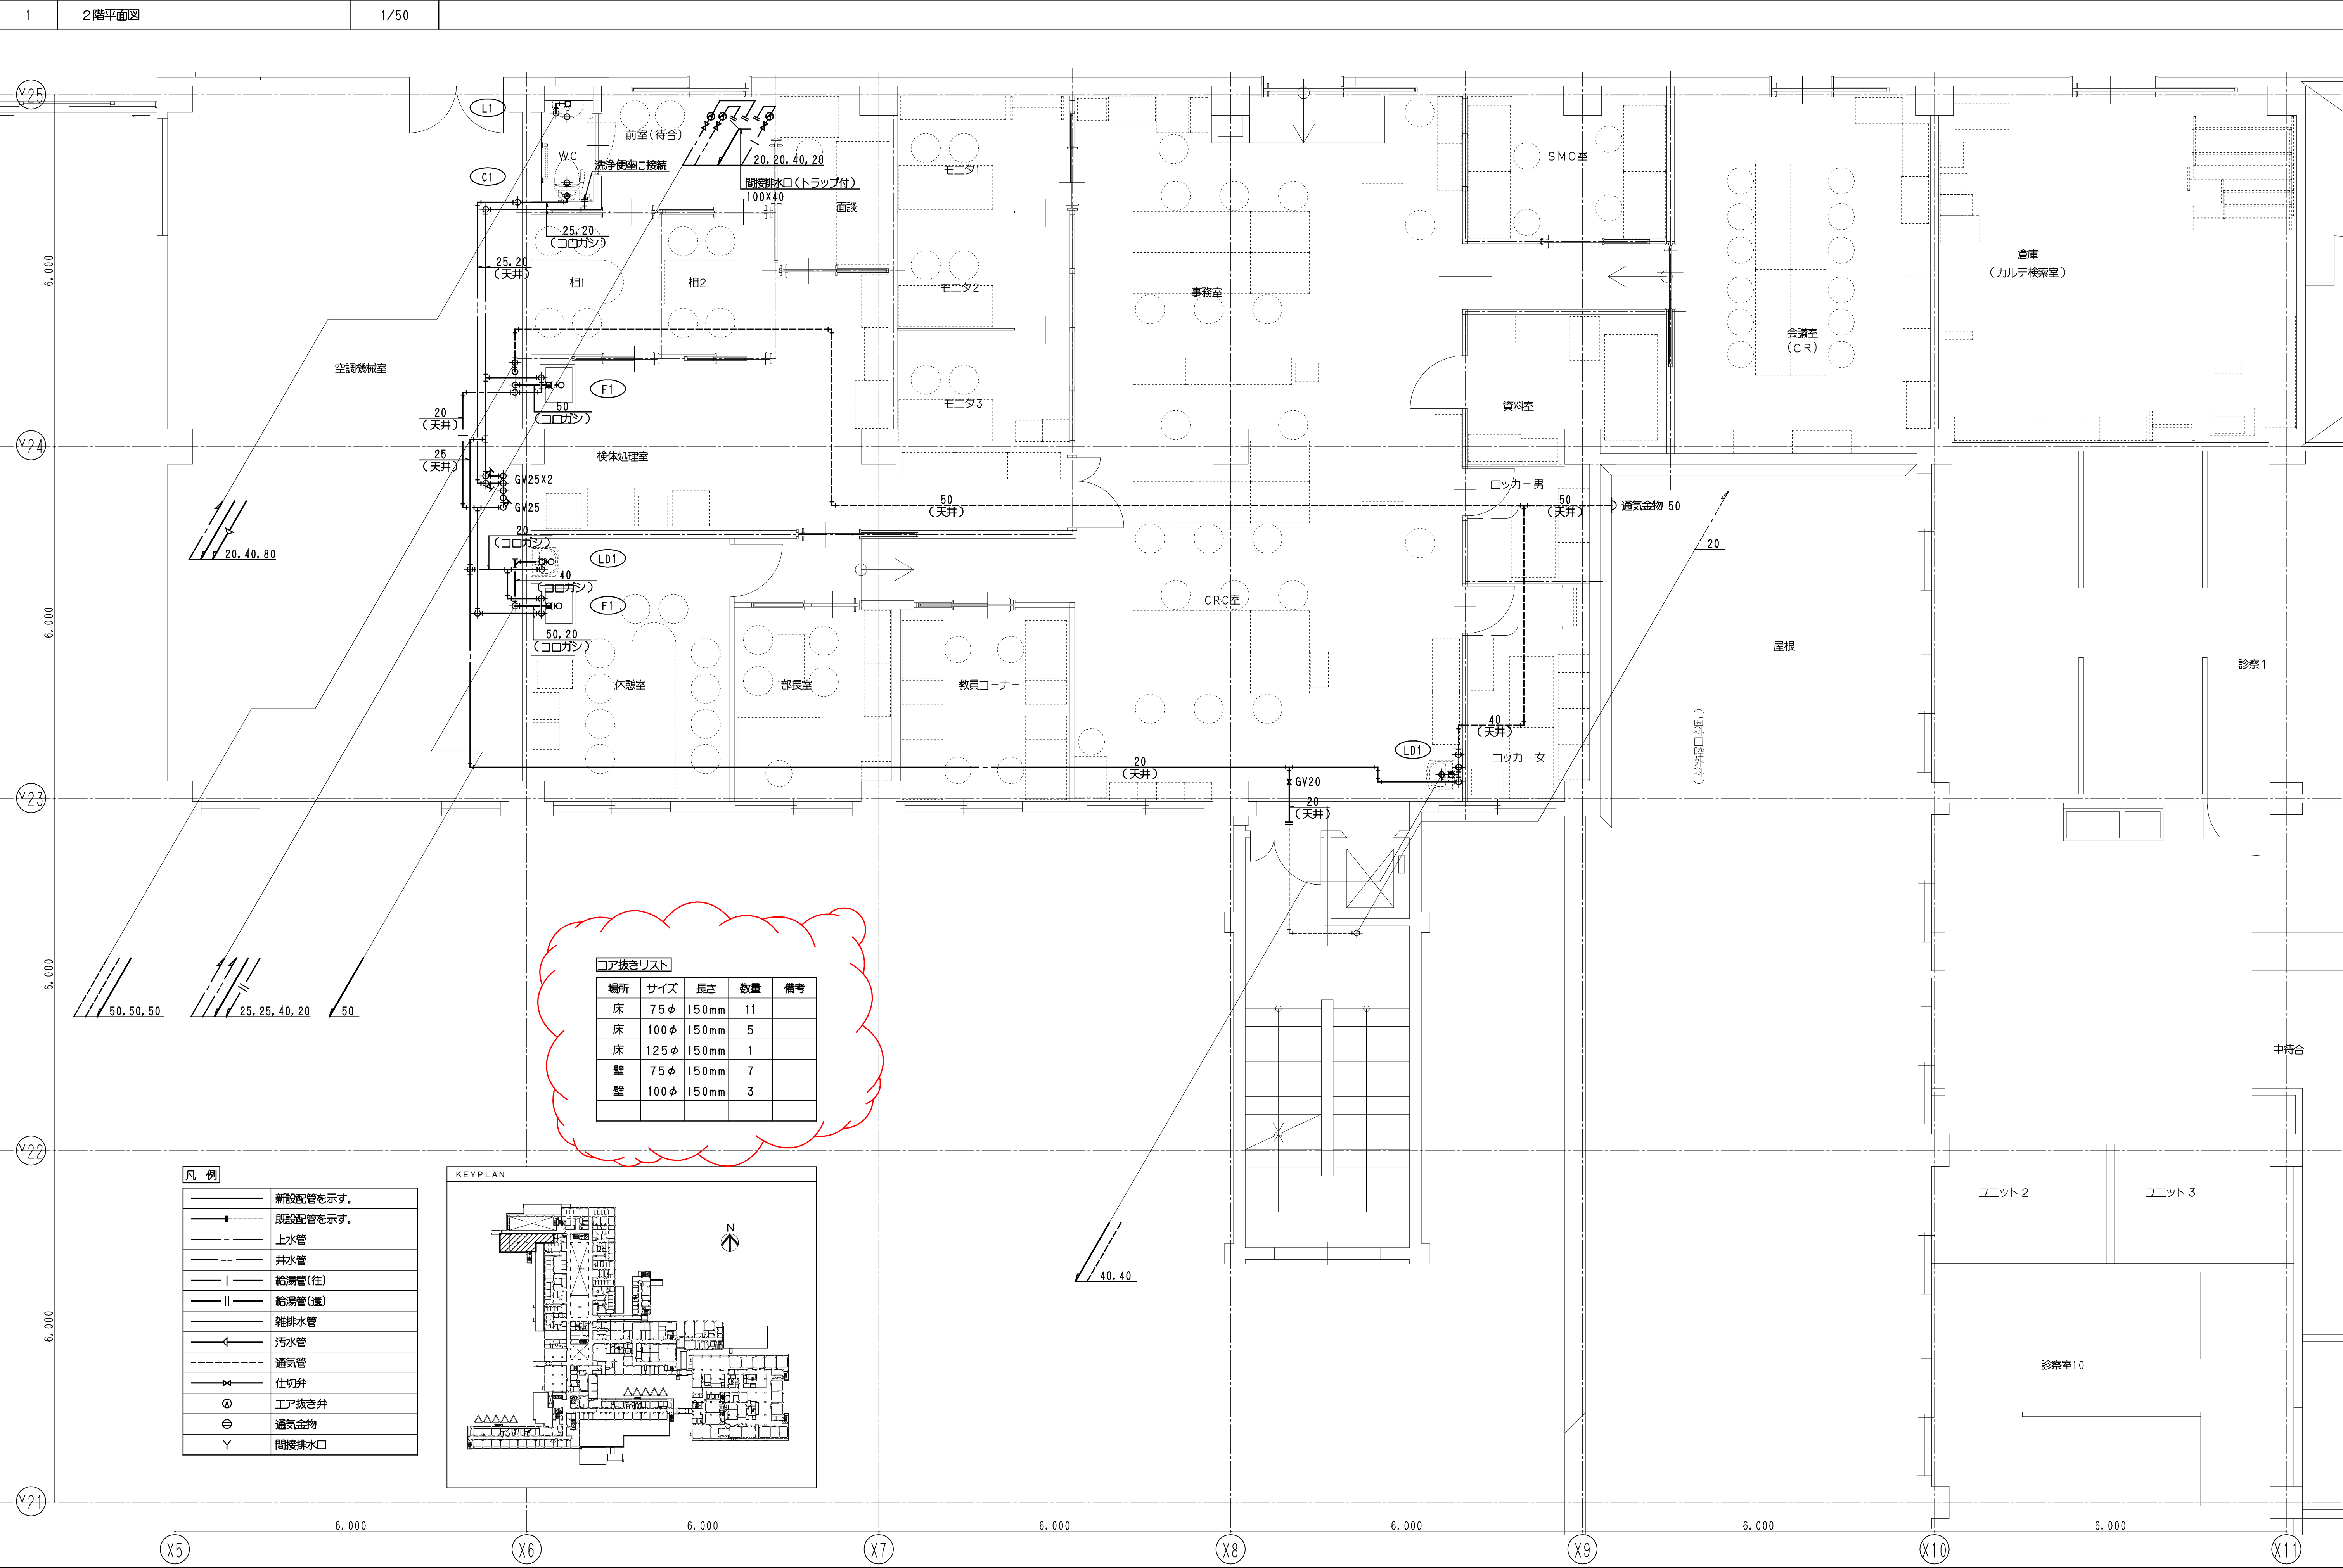 1 2階平面図 1/50
Y25
L1
前室(待合)
WC
洗浄便座に接続
20,20,40,20
間接排水口(トラップ付)
100X40
面談
C1
25,20
(コロガシ)
25,20
(天井)
相1
相2
モニタ1
モニタ2
モニタ3
事務室
SMO室
会議室
(CR)
倉庫
(カルテ検索室)
資料室
空調機械室
6,000
F1
50
(コロガシ)
20
(天井)
Y24
25
(天井)
検体処理室
GV25X2
GV25
20
(コロガシ)
LD1
40
(コロガシ)
F1
50,20
(コロガシ)
50
(天井)
ロッカー男
50
(天井)
通気金物 50
20
20,40,80
CRC室
屋根
診察1
6,000
休憩室
部長室
教員コーナー
40
(天井)
LD1
ロッカー女
(歯科口腔外科)
20
(天井)
GV20
20
(天井)
Y23
6,000
50,50,50
25,25,40,20
50
コア抜きリスト
場所 サイズ 長さ 数量 備考
床 75φ 150mm 11
床 100φ 150mm 5
床 125φ 150mm 1
壁 75φ 150mm 7
壁 100φ 150mm 3
中待合
Y22
凡 例
新設配管を示す。
既設配管を示す。
上水管
井水管
給湯管(往)
給湯管(還)
雑排水管
汚水管
通気管
仕切弁
A エア抜き弁
通気金物
間接排水口
KEYPLAN
N
40,40
ユニット2
ユニット3
診察室10
6,000
Y21
6,000
6,000
6,000
6,000
6,000
6,000
X5
X6
X7
X8
X9
X10
X11